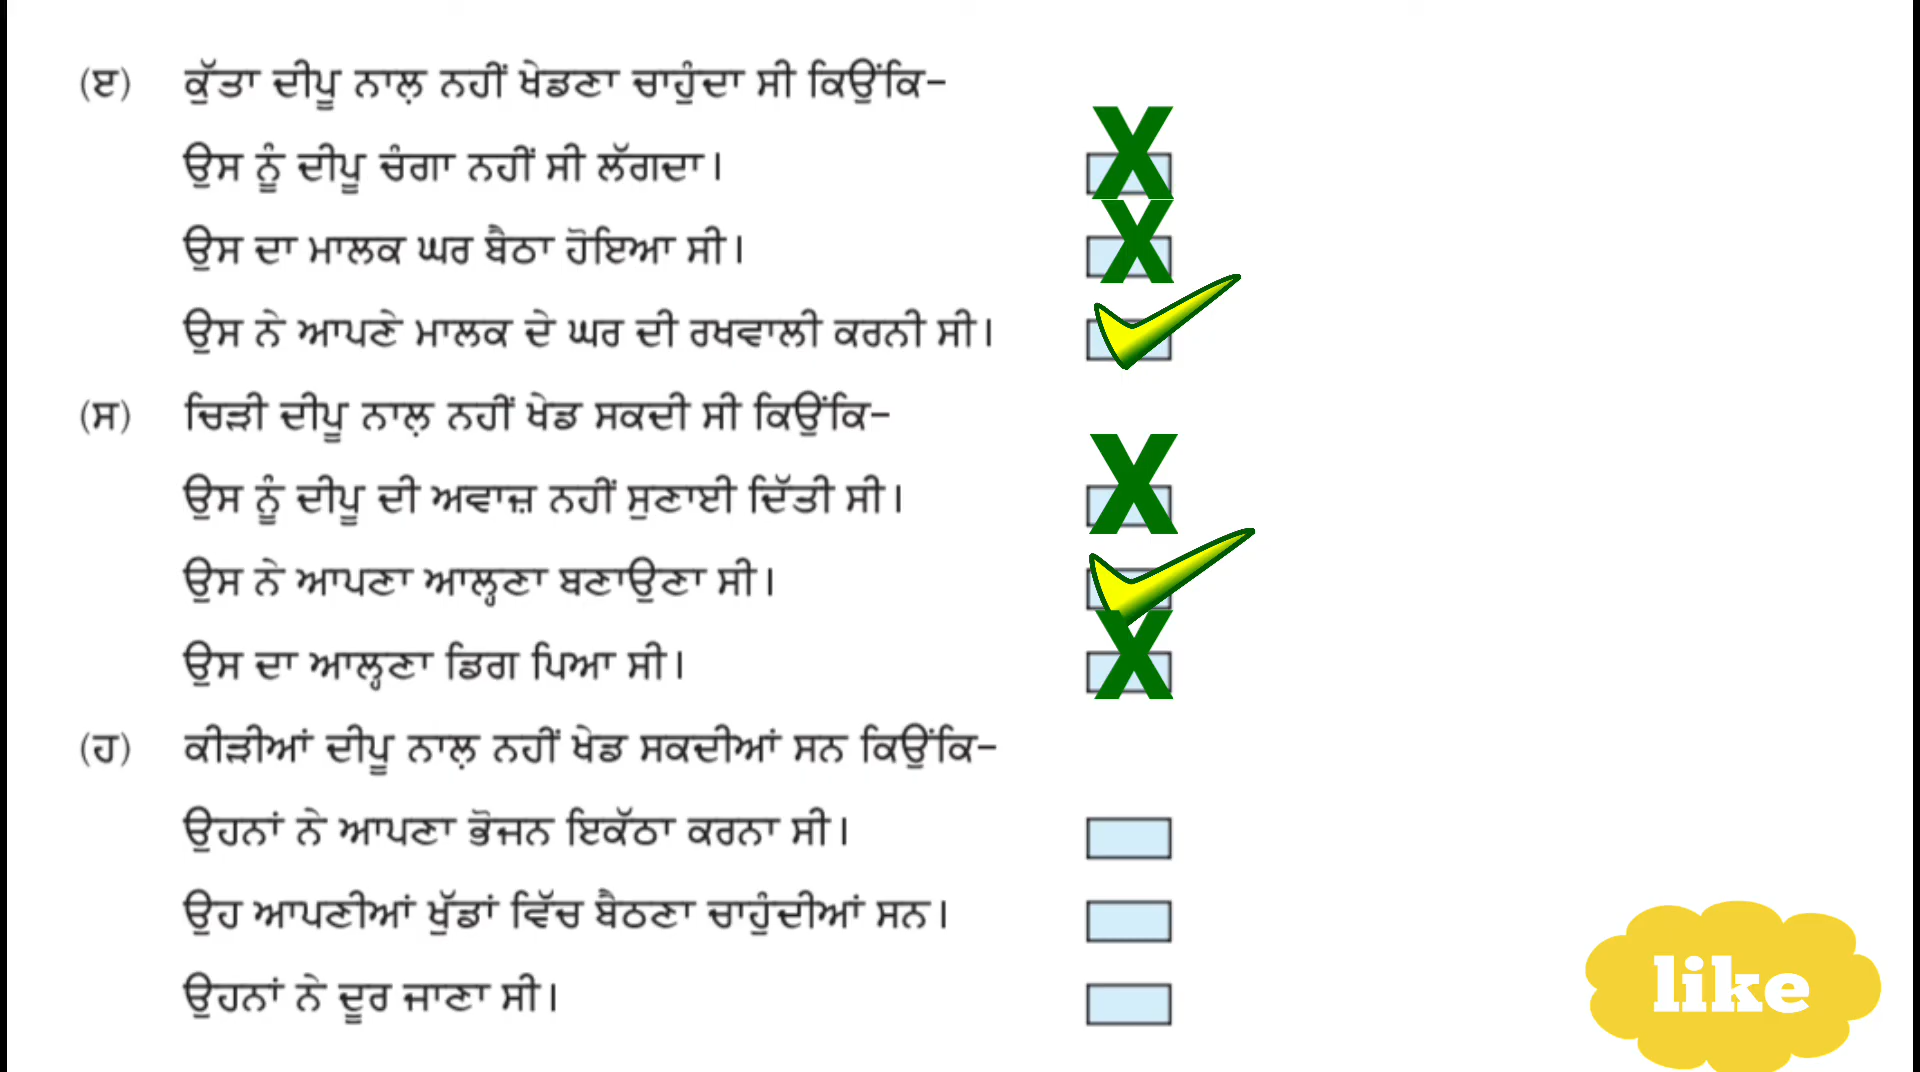 (ੲ) ਕੁੱਤਾ ਦੀਪੂ ਨਾਲ਼ ਨਹੀਂ ਖੇਡਣਾ ਚਾਹੁੰਦਾ ਸੀ ਕਿਉਂਕਿ–
ਉਸ ਨੂੰ ਦੀਪੂ ਚੰਗਾ ਨਹੀਂ ਸੀ ਲੱਗਦਾ।
ਉਸ ਦਾ ਮਾਲਕ ਘਰ ਬੈਠਾ ਹੋਇਆ ਸੀ।
ਉਸ ਨੇ ਆਪਣੇ ਮਾਲਕ ਦੇ ਘਰ ਦੀ ਰਖਵਾਲੀ ਕਰਨੀ ਸੀ।
(ਸ) ਚਿੜੀ ਦੀਪੂ ਨਾਲ਼ ਨਹੀਂ ਖੇਡ ਸਕਦੀ ਸੀ ਕਿਉਂਕਿ–
ਉਸ ਨੂੰ ਦੀਪੂ ਦੀ ਅਵਾਜ਼ ਨਹੀਂ ਸੁਣਾਈ ਦਿੱਤੀ ਸੀ।
ਉਸ ਨੇ ਆਪਣਾ ਆਲ੍ਹਣਾ ਬਣਾਉਣਾ ਸੀ।
ਉਸ ਦਾ ਆਲ੍ਹਣਾ ਡਿਗ ਪਿਆ ਸੀ।
(ਹ) ਕੀੜੀਆਂ ਦੀਪੂ ਨਾਲ਼ ਨਹੀਂ ਖੇਡ ਸਕਦੀਆਂ ਸਨ ਕਿਉਂਕਿ–
ਉਹਨਾਂ ਨੇ ਆਪਣਾ ਭੋਜਨ ਇਕੱਠਾ ਕਰਨਾ ਸੀ।
ਉਹ ਆਪਣੀਆਂ ਖੁੱਡਾਂ ਵਿੱਚ ਬੈਠਣਾ ਚਾਹੁੰਦੀਆਂ ਸਨ।
ਉਹਨਾਂ ਨੇ ਦੂਰ ਜਾਣਾ ਸੀ।
like